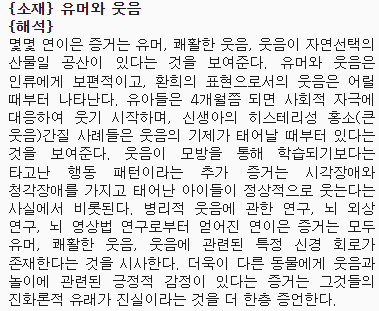 {소재} 유머와 웃음
{해석}
몇몇 연이은 증거는 유머, 쾌활한 웃음, 웃음이 자연선택의
산물일 공산이 있다는 것을 보여준다. 유머와 웃음은
인류에게 보편적이고, 환희의 표현으로서의 웃음은 어릴
때부터 나타난다. 유아들은 4개월쯤 되면 사회적 자극에
대응하여 웃기 시작하며, 신생아의 히스테리성 홍소(큰
웃음)간질 사례들은 웃음의 기제가 태어날 때부터 있다는
것을 보여준다. 웃음이 모방을 통해 학습되기보다는
타고난 행동 패턴이라는 추가 증거는 시각장애와
청각장애를 가지고 태어난 아이들이 정상적으로 웃는다는
사실에서 비롯된다. 병리적 웃음에 관한 연구, 뇌 외상
연구, 뇌 영상법 연구로부터 얻어진 연이은 증거는 모두
유머, 쾌활한 웃음, 웃음에 관련된 특정 신경 회로가
존재한다는 것을 시사한다. 더욱이 다른 동물에게 웃음과
놀이에 관련된 긍정적 감정이 있다는 증거는 그것들의
진화론적 유래가 진실이라는 것을 더 한층 증언한다.